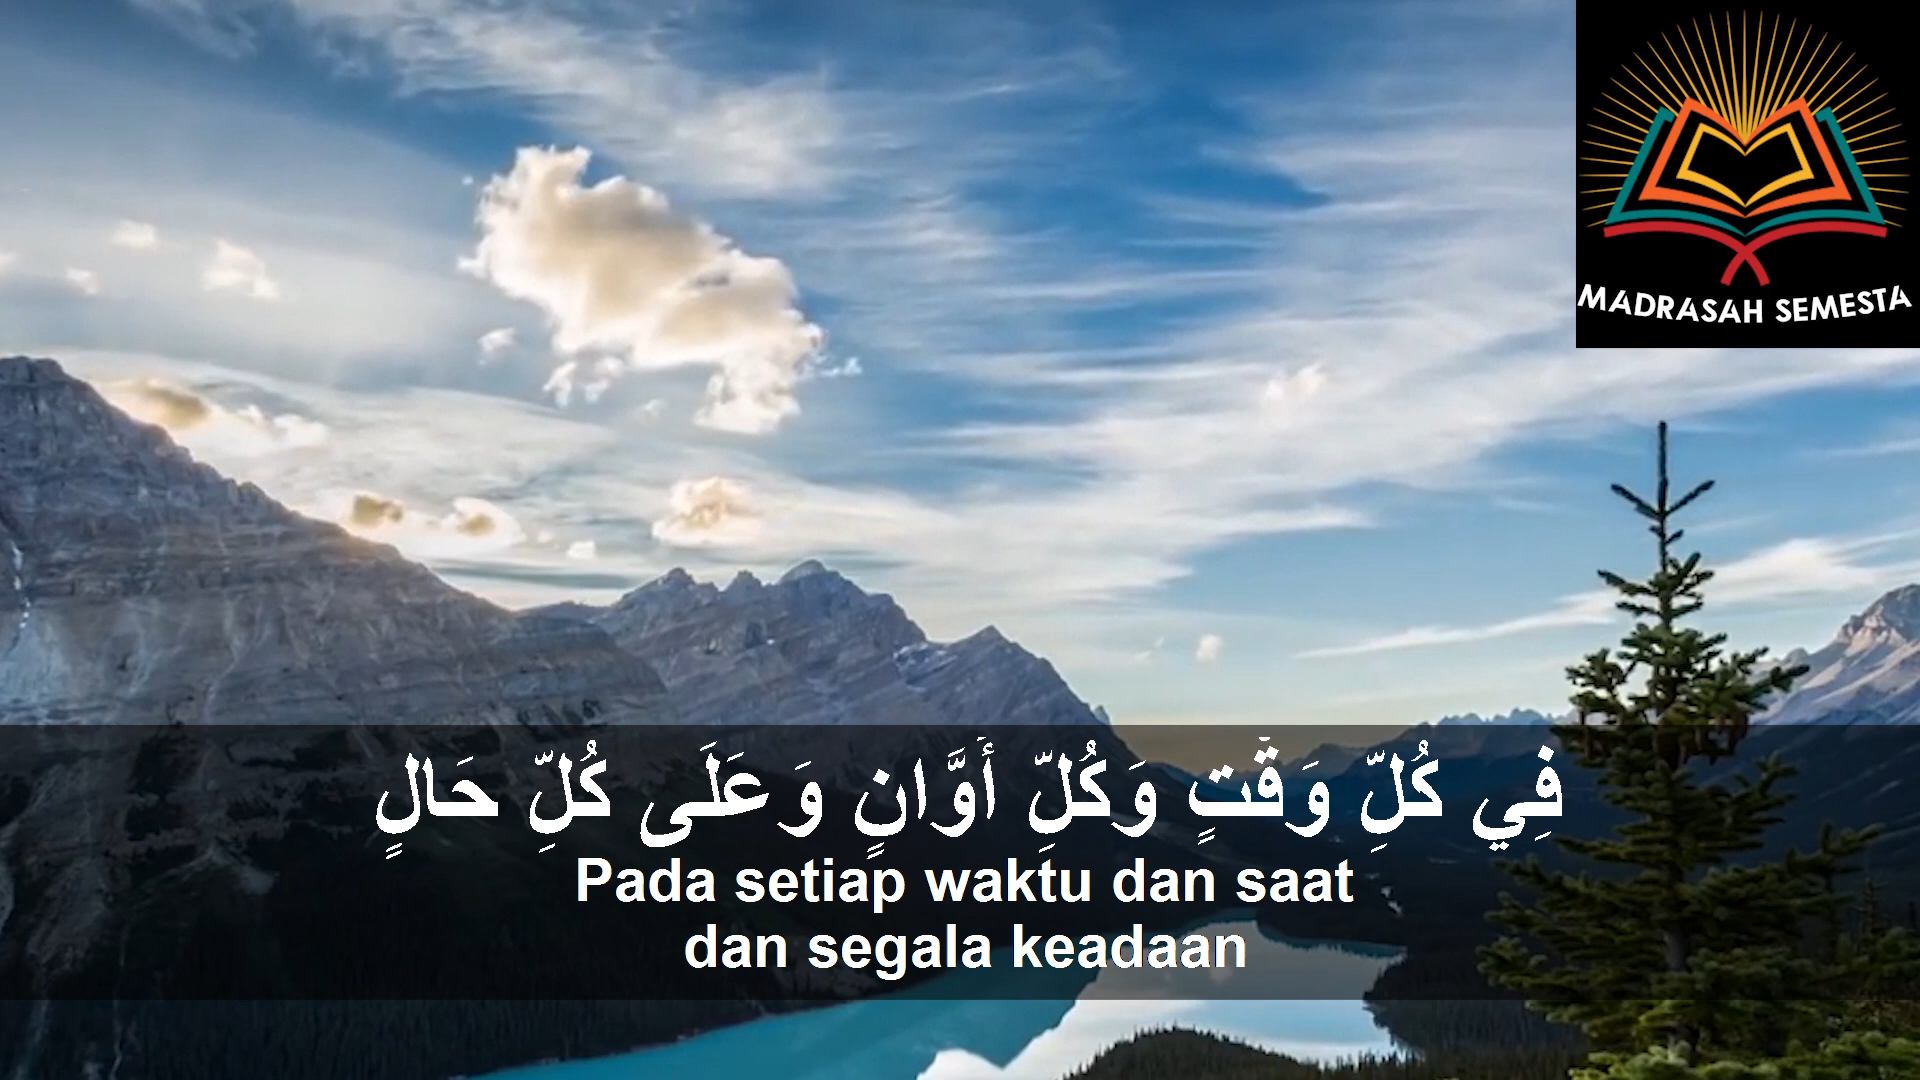 MADRASAH SEMESTA
فِي كُلِّ وَقْتٍ وَكُلِّ أَوَّانٍ وَعَلَى كُلِّ حَالٍ
Pada setiap waktu dan saat
dan segala keadaan